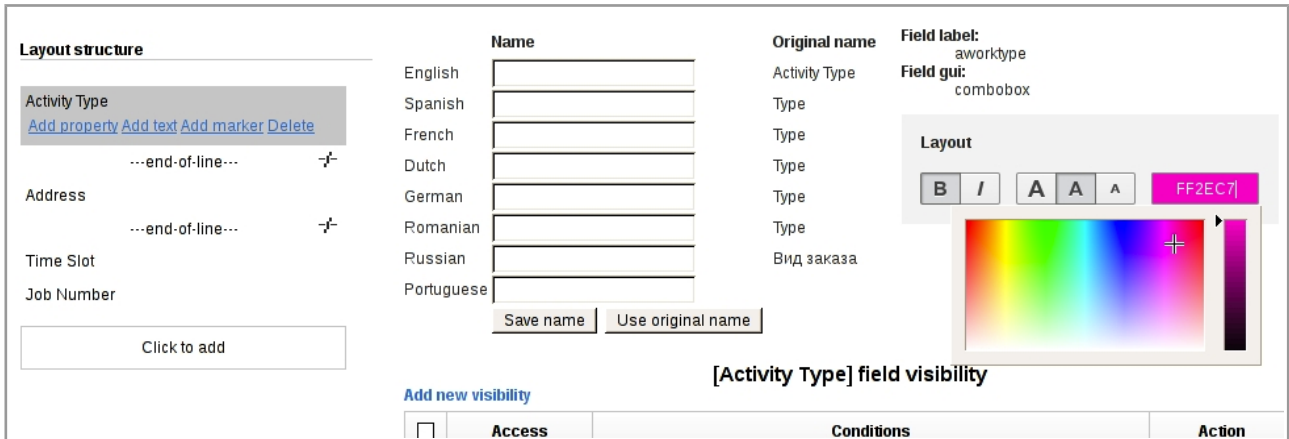 Layout structure
Activity Type
Add property Add text Add marker Delete
---end-of-line---
Address
---end-of-line---
Time Slot
Job Number
Click to add
Name Original name
English Activity Type
Spanish Type
French Type
Dutch Type
German Type
Romanian Type
Russian Вид заказа
Portuguese
Save name Use original name
Field label:
aworktype
Field gui:
combobox
Layout
B I A A A FF2EC7
[Activity Type] field visibility
Add new visibility
Access Conditions Action